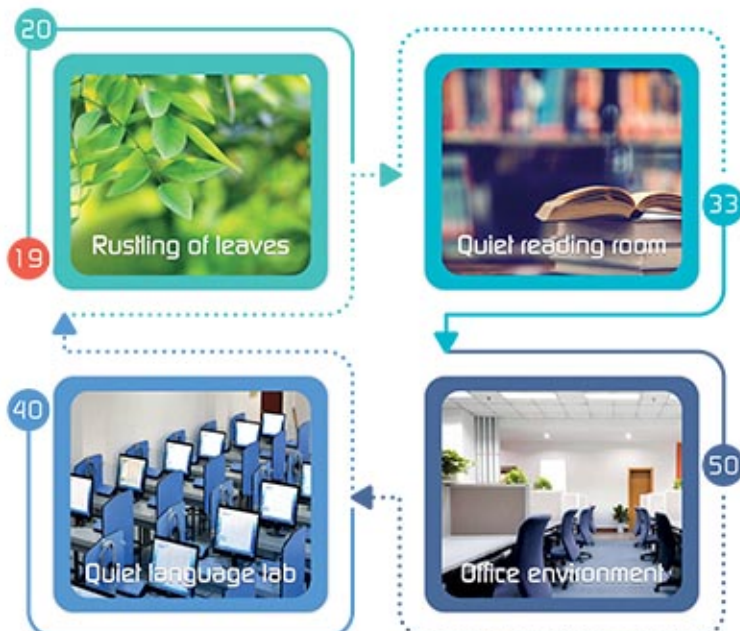 20
19
Rustling of leaves
Quiet reading room
33
40
Quiet language lab
50
Office environment